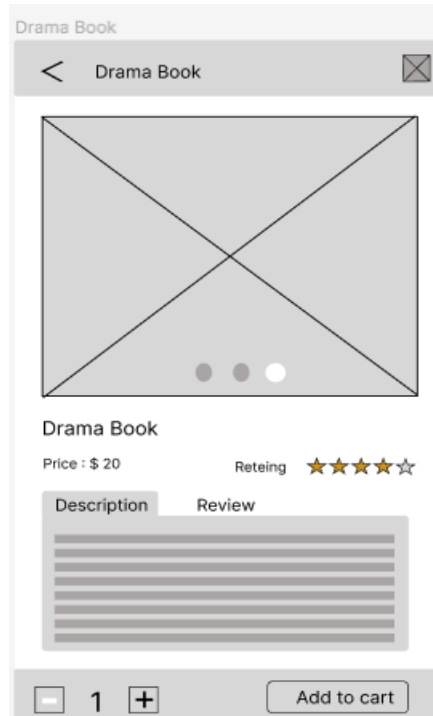 Drama Book
Drama Book
Drama Book
Price : $ 20
Reteing
Description Review
1
Add to cart